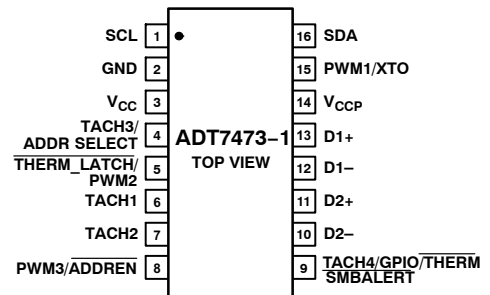 SCL 1
GND 2
VCC 3
TACH3/
ADDR SELECT 4
THERM_LATCH/
PWM2 5
TACH1 6
TACH2 7
PWM3/ADDREN 8
ADT7473–1
TOP VIEW
16 SDA
15 PWM1/XTO
14 VCCP
13 D1+
12 D1–
11 D2+
10 D2–
9 TACH4/GPIO/THERM
SMBALERT